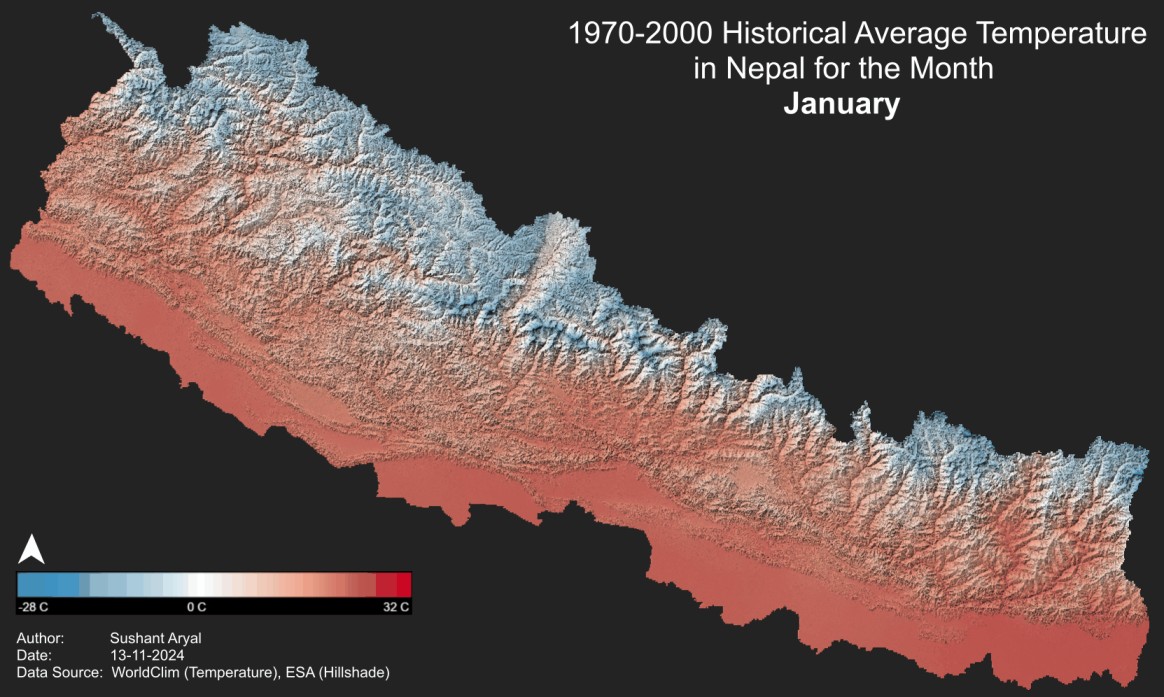 1970-2000 Historical Average Temperature
in Nepal for the Month
January
-28 C 0 C 32 C
Author: Sushant Aryal
Date: 13-11-2024
Data Source: WorldClim (Temperature), ESA (Hillshade)